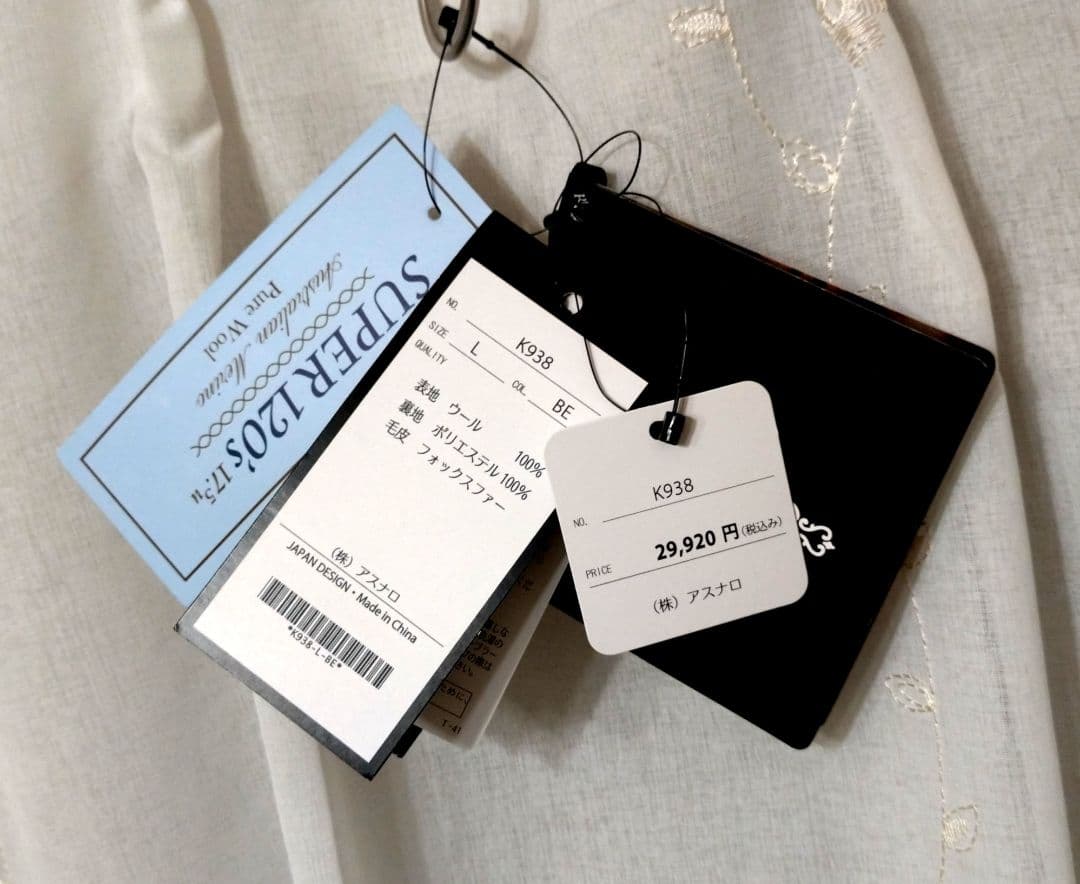 SUPER 120's 17.5μ
Australian Merino
Pure Wool
NO. K938
SIZE L COL. BE
QUALITY
表地 ウール 100%
裏地 ポリエステル 100%
毛皮 フォックスファー
(株) アスナロ
JAPAN DESIGN・Made in China
*K938-L-BE*
NO. K938
PRICE 29,920 円(税込み)
(株) アスナロ
T-41